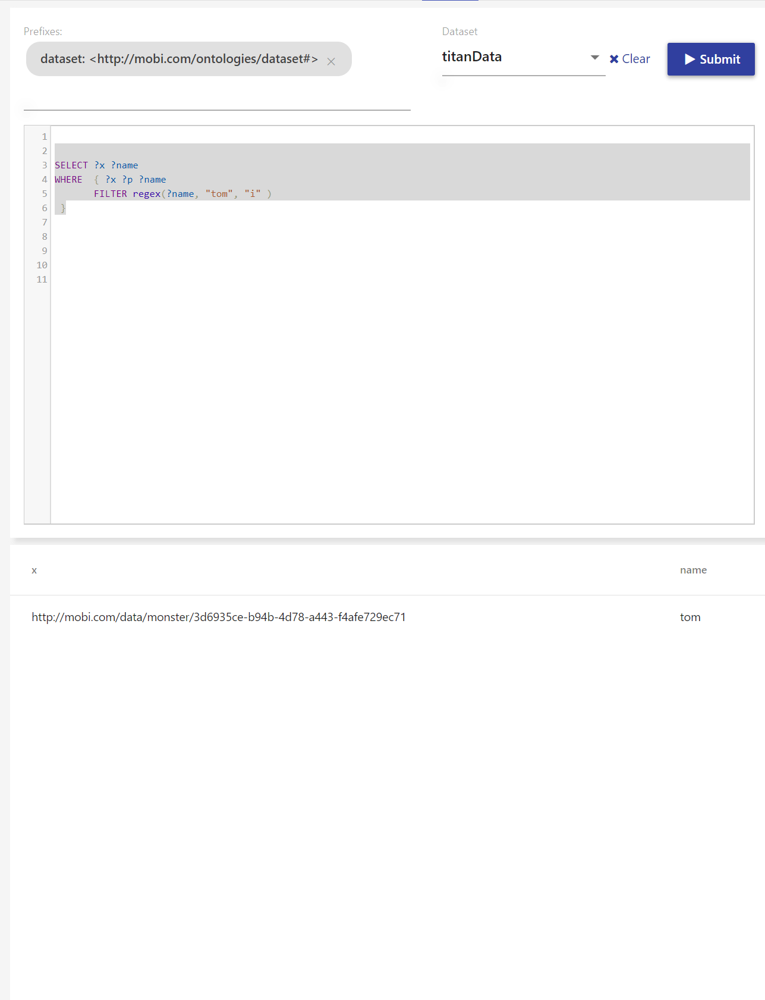 Prefixes:
dataset: <http://mobi.com/ontologies/dataset#> ×
Dataset
titanData
✖ Clear
▶ Submit
1
2
3 SELECT ?x ?name
4 WHERE { ?x ?p ?name
5 FILTER regex(?name, "tom", "i" )
6 }
7
8
9
10
11
x name
http://mobi.com/data/monster/3d6935ce-b94b-4d78-a443-f4afe729ec71 tom